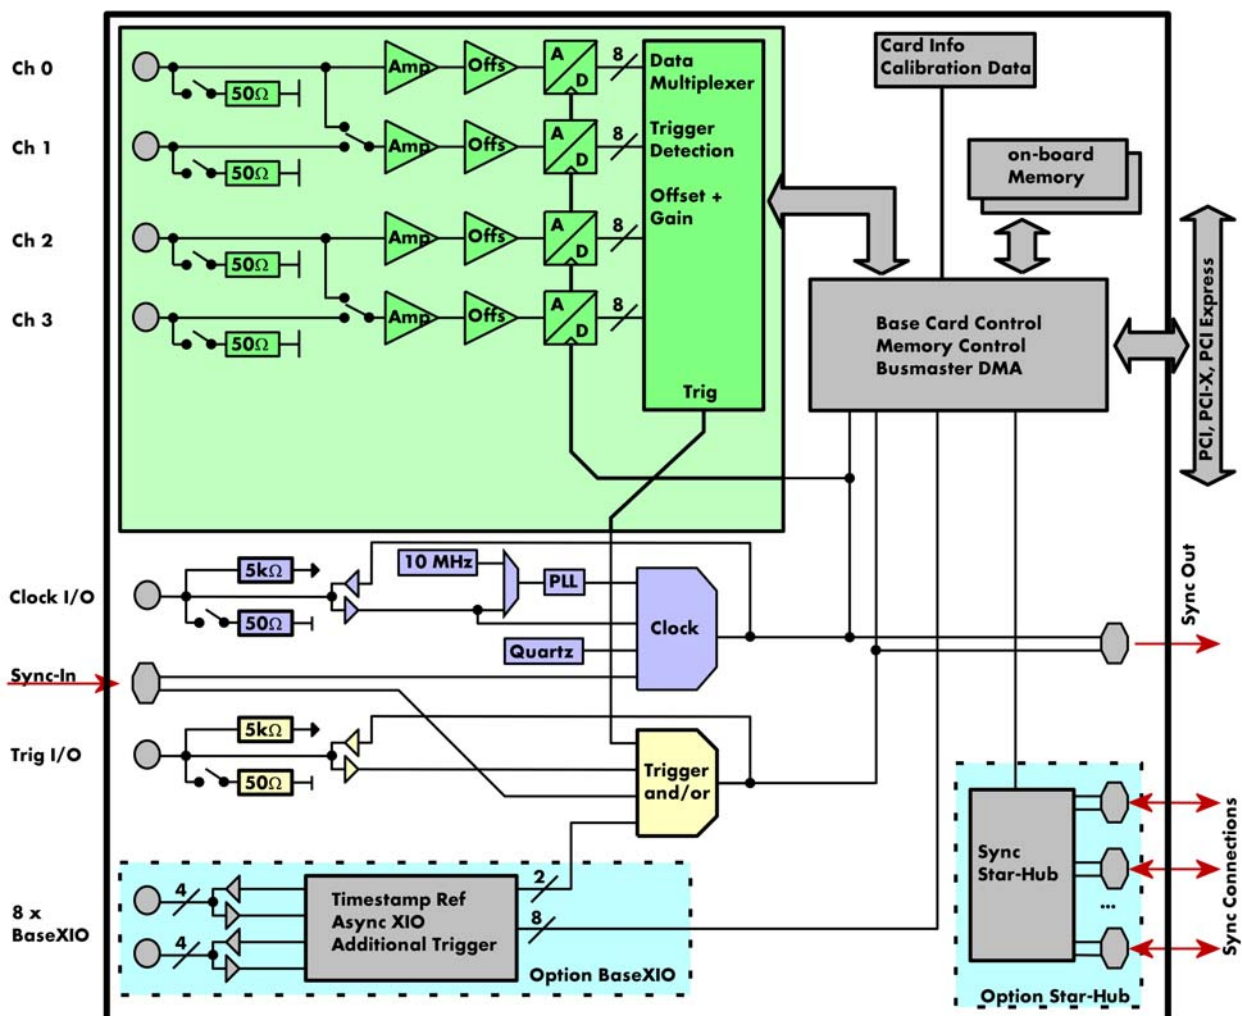 Ch 0
50Ω
Amp
Offs
A
D
8
Ch 1
50Ω
Amp
Offs
A
D
8
Ch 2
50Ω
Amp
Offs
A
D
8
Ch 3
50Ω
Amp
Offs
A
D
8
Data
Multiplexer
Trigger
Detection
Offset +
Gain
Trig
Card Info
Calibration Data
on-board
Memory
Base Card Control
Memory Control
Busmaster DMA
PCI, PCI-X, PCI Express
Clock I/O
5kΩ
50Ω
10 MHz
PLL
Quartz
Clock
Sync Out
Sync-In
Trig I/O
5kΩ
50Ω
Trigger
and/or
8 x
BaseXIO
4
4
Timestamp Ref
Async XIO
Additional Trigger
2
8
Option BaseXIO
Sync
Star-Hub
...
Option Star-Hub
Sync Connections